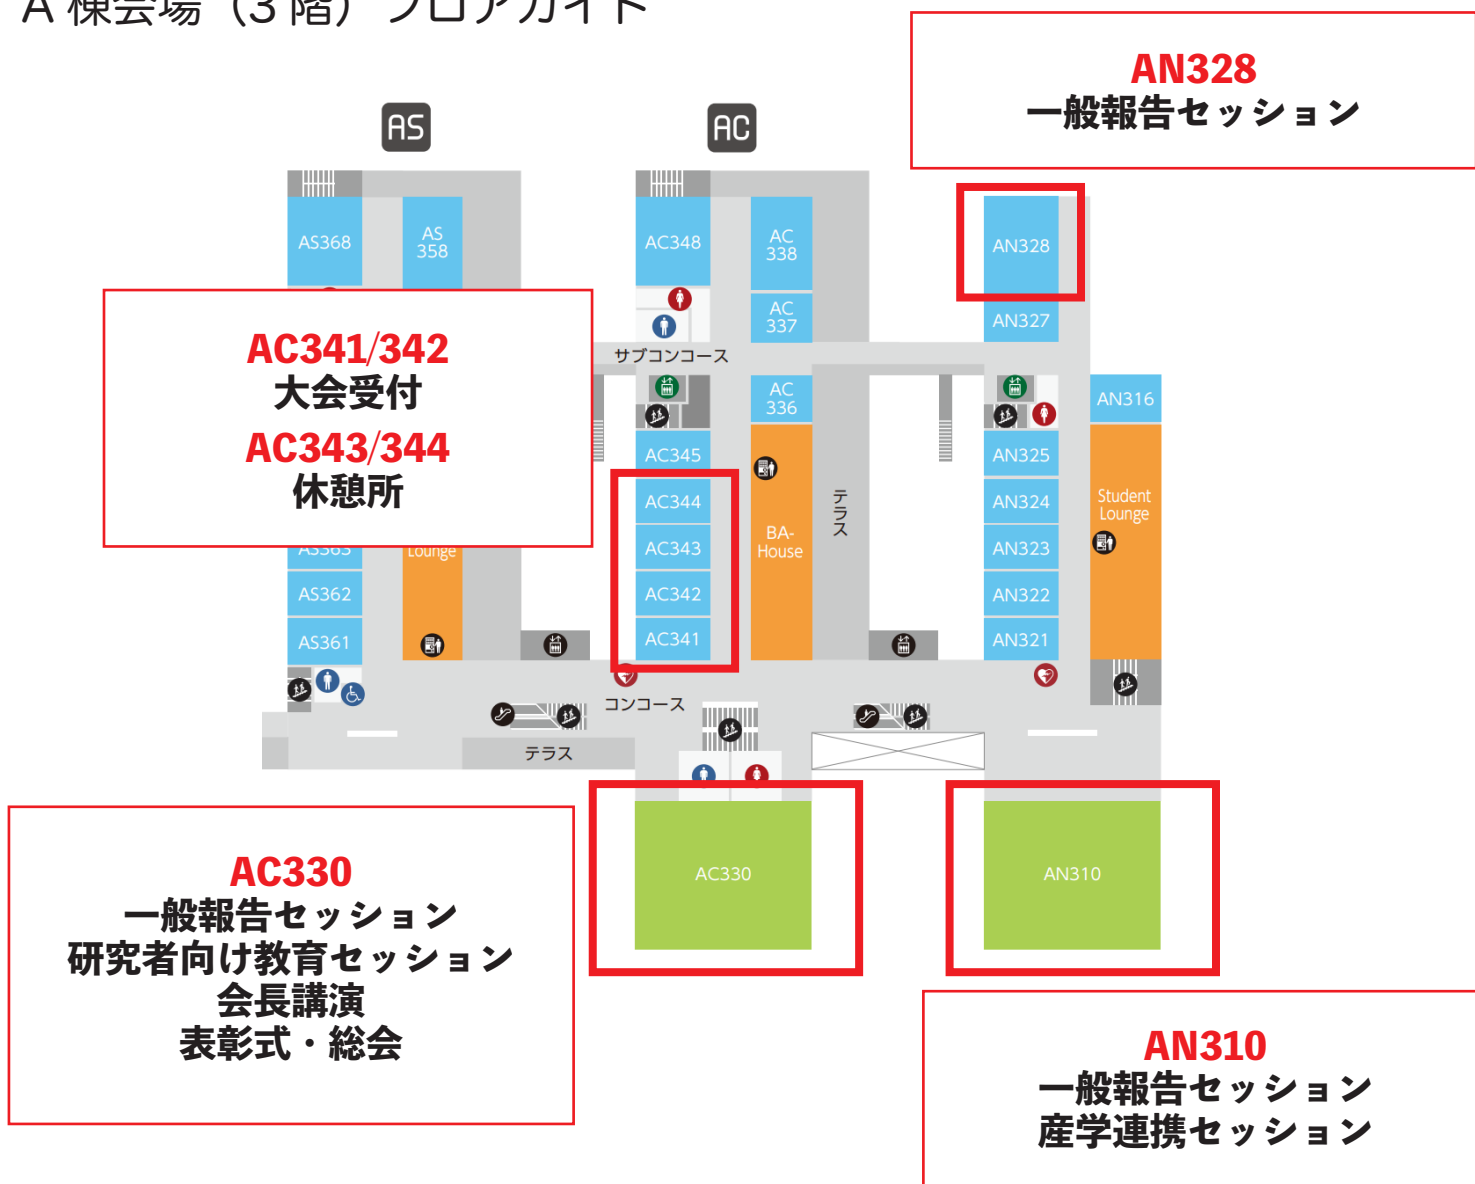 A 棟会場（3 階）フロアガイド
AN328
一般報告セッション
AS
AC
AS368
AS
358
AC348
AC
338
AN328
AC
337
AN327
サブコンコース
AC341/342
大会受付
AC343/344
休憩所
AC
336
AN316
AC345
AN325
AC344
AN324
Student
Lounge
テラス
AC343
BA-
House
AN323
AS363
Lounge
AS362
AC342
AN322
AS361
AC341
AN321
コンコース
テラス
AC330
一般報告セッション
研究者向け教育セッション
会長講演
表彰式・総会
AC330
AN310
AN310
一般報告セッション
産学連携セッション